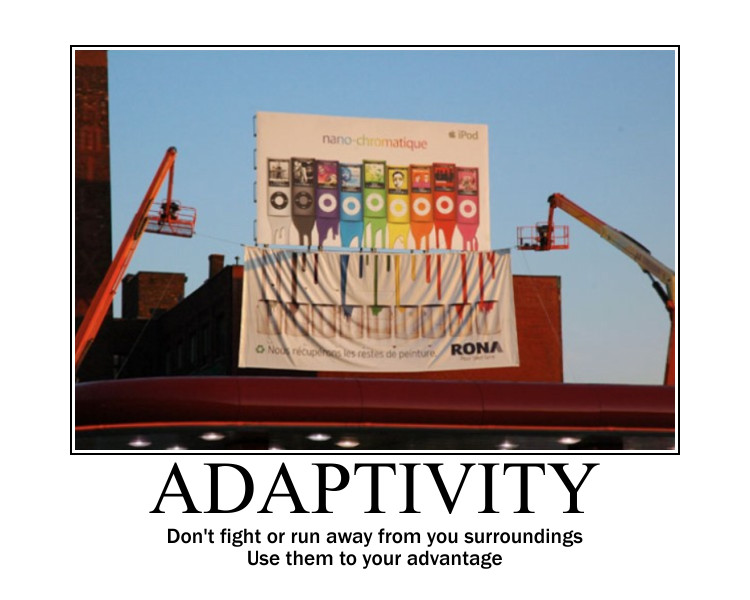 nano-chromatique
iPod
Nous récupérons les restes de peinture.
RONA
ADAPTIVITY
Don't fight or run away from you surroundings
Use them to your advantage